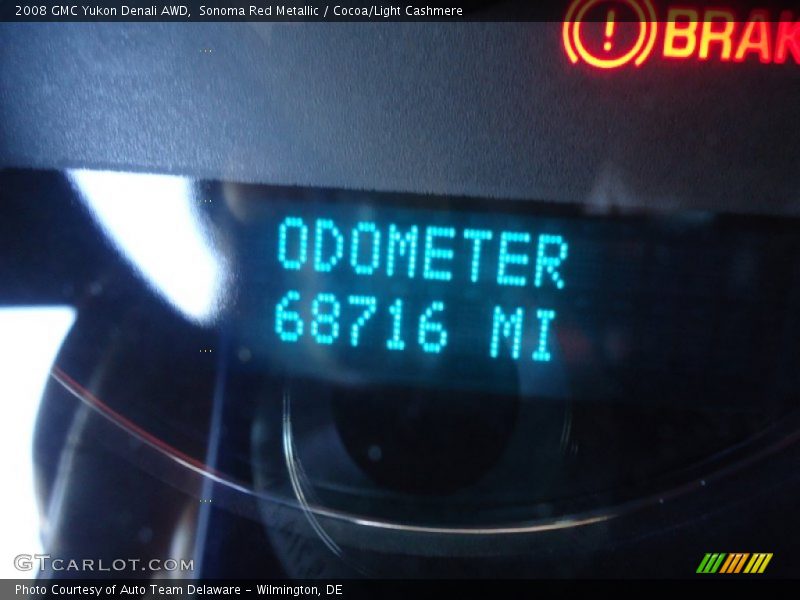 2008 GMC Yukon Denali AWD, Sonoma Red Metallic / Cocoa/Light Cashmere
BRAK
ODOMETER
68716 MI
GTCARLOT.COM
Photo Courtesy of Auto Team Delaware - Wilmington, DE